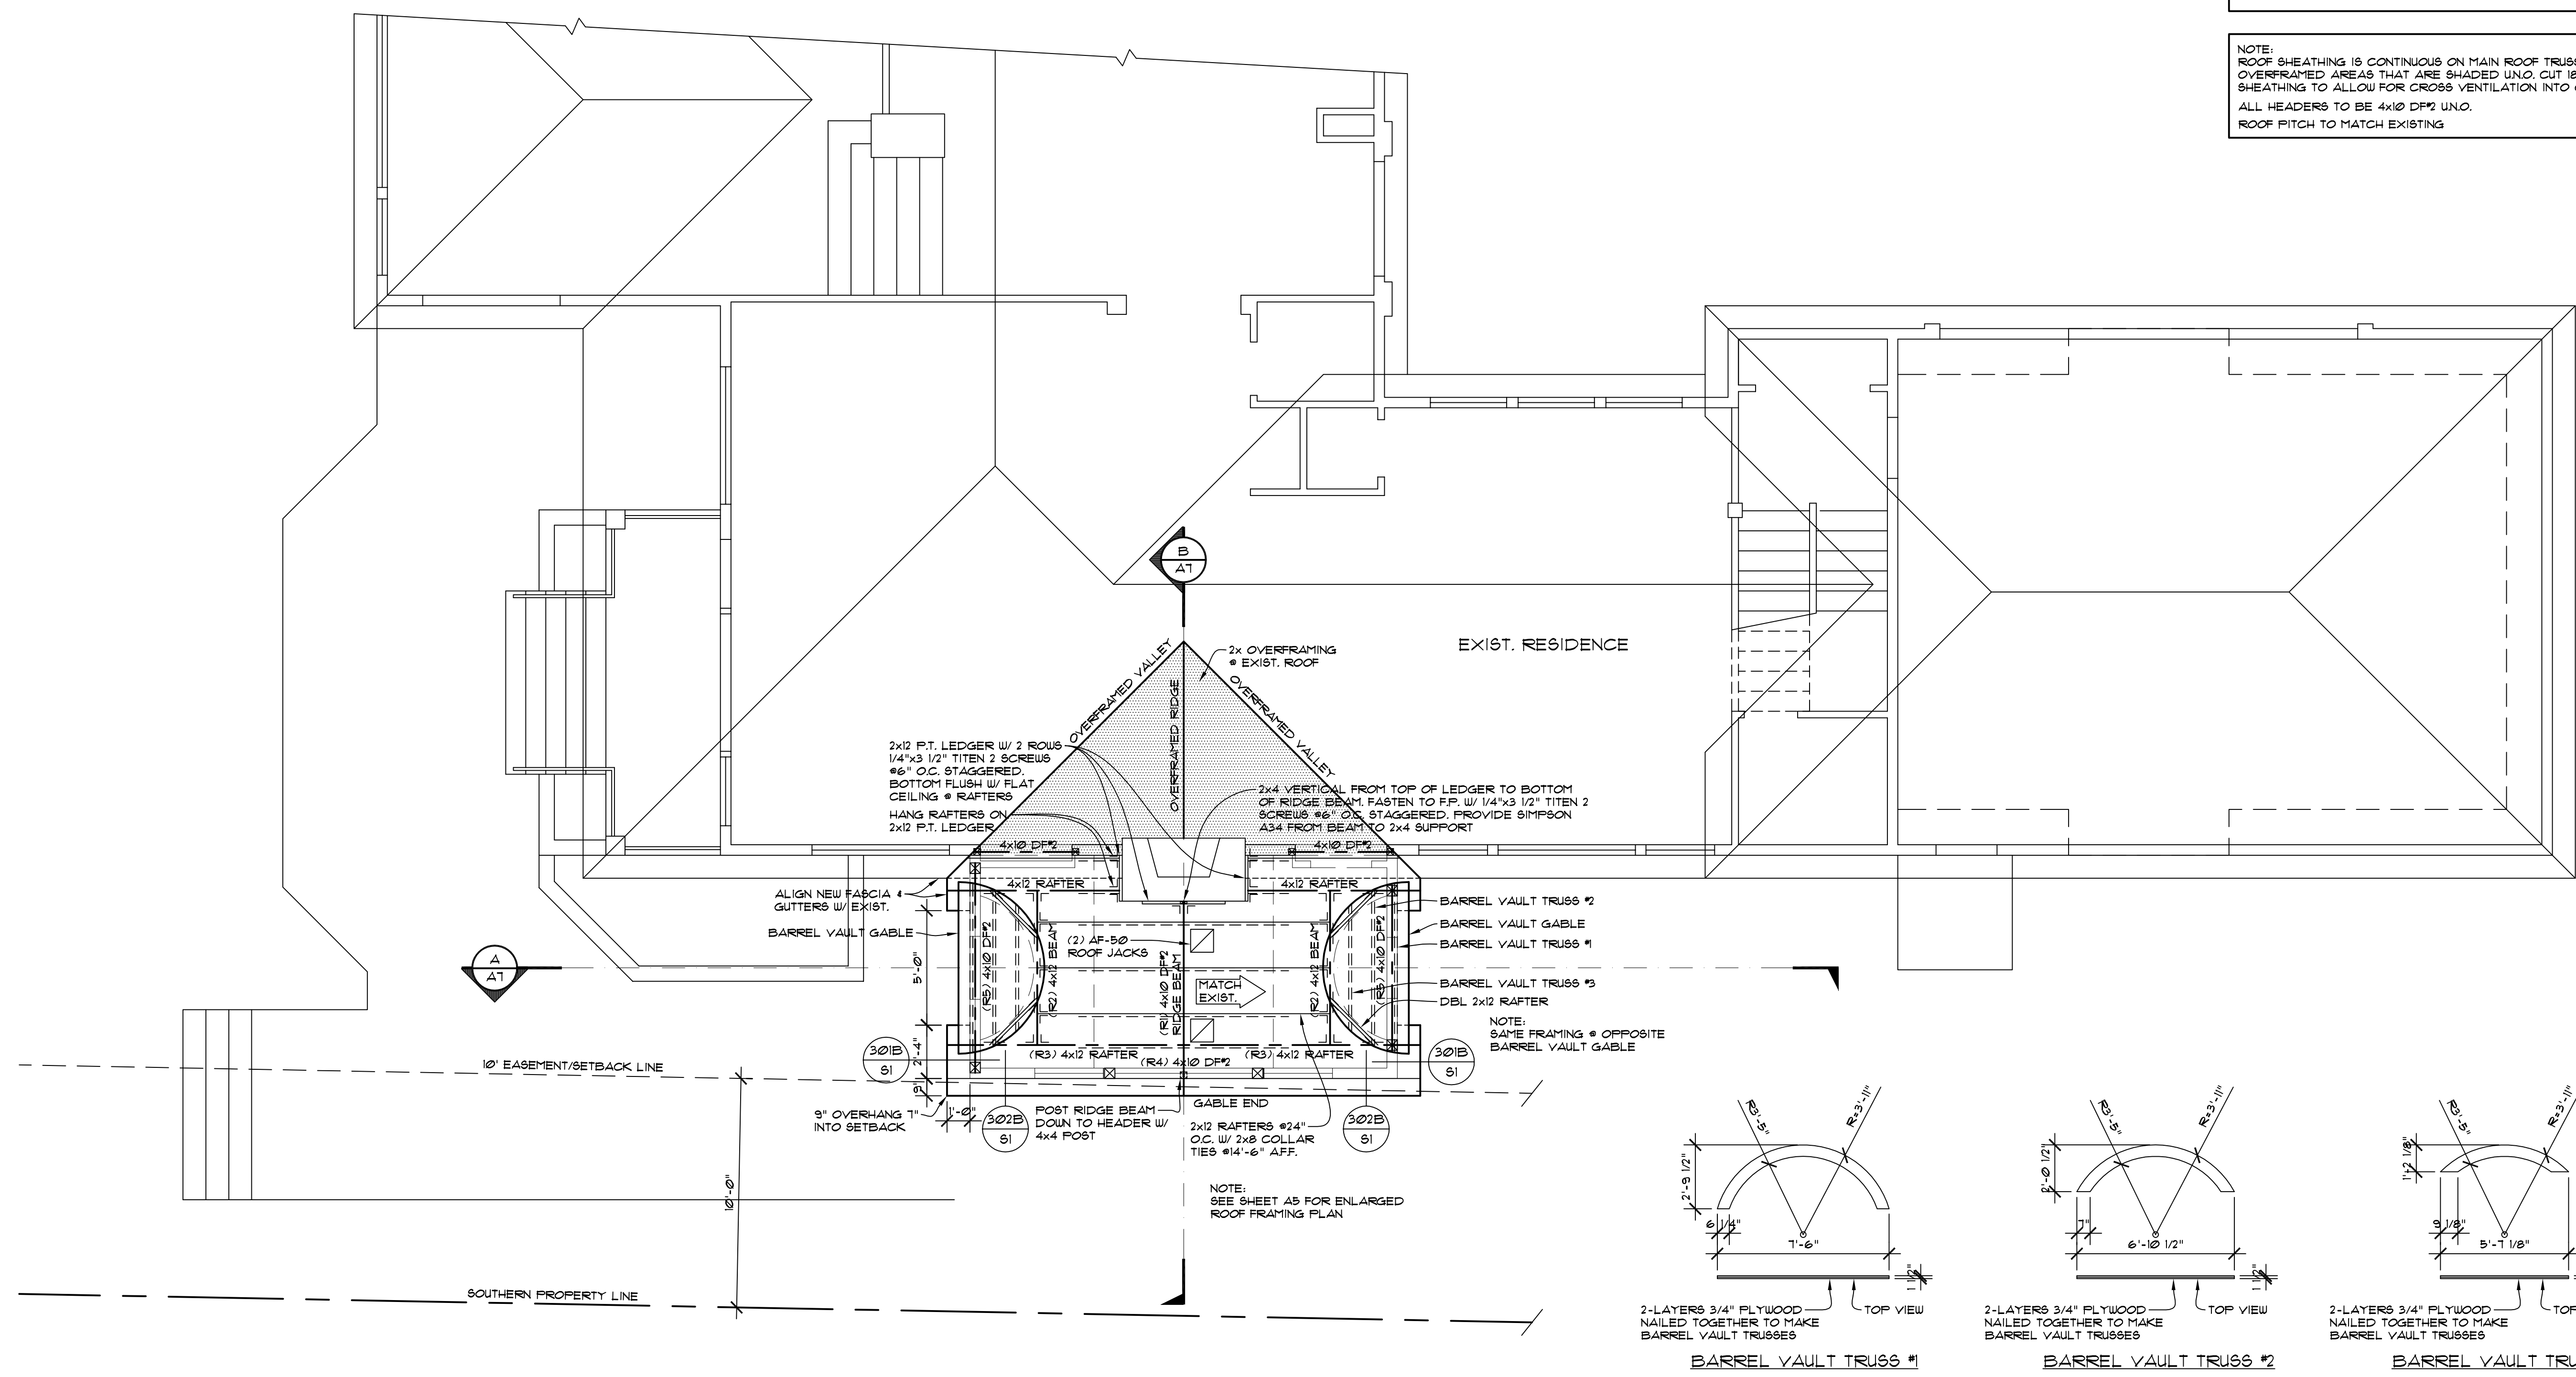 NOTE:
ROOF SHEATHING IS CONTINUOUS ON MAIN ROOF
OVERFRAMED AREAS THAT ARE SHADED U.N.O. CUT
SHEATHING TO ALLOW FOR CROSS VENTILATION INTO
ALL HEADERS TO BE 4x10 DF#2 U.N.O.
ROOF PITCH TO MATCH EXISTING
B
A7
EXIST. RESIDENCE
2x OVERFRAMING
@ EXIST. ROOF
OVERFRAMED VALLEY
OVERFRAMED RIDGE
OVERFRAMED VALLEY
2x12 P.T. LEDGER W/ 2 ROWS
1/4"x3 1/2" TITEN 2 SCREWS
@6" O.C. STAGGERED.
BOTTOM FLUSH W/ FLAT
CEILING @ RAFTERS
HANG RAFTERS ON
2x12 P.T. LEDGER
2x4 VERTICAL FROM TOP OF LEDGER TO BOTTOM
OF RIDGE BEAM. FASTEN TO F.P. W/ 1/4"x3 1/2" TITEN 2
SCREWS @6" O.C. STAGGERED. PROVIDE SIMPSON
A34 FROM BEAM TO 2x4 SUPPORT
4x10 DF#2
4x10 DF#2
4x12 RAFTER
4x12 RAFTER
ALIGN NEW FASCIA &
GUTTERS W/ EXIST.
BARREL VAULT GABLE
(2) AF-50
ROOF JACKS
(R5) 4x10 DF#2
(R2) 4x12 BEAM
(R1) 4x10 DF#2
RIDGE BEAM
MATCH
EXIST.
(R2) 4x12 BEAM
(R5) 4x10 DF#2
BARREL VAULT TRUSS #2
BARREL VAULT GABLE
BARREL VAULT TRUSS #1
BARREL VAULT TRUSS #3
DBL 2x12 RAFTER
NOTE:
SAME FRAMING @ OPPOSITE
BARREL VAULT GABLE
A
A7
5'-0"
2'-4"
9"
1'-0"
301B
S1
301B
S1
(R3) 4x12 RAFTER
(R4) 4x10 DF#2
(R3) 4x12 RAFTER
10' EASEMENT/SETBACK LINE
9" OVERHANG 7"
INTO SETBACK
302B
S1
302B
S1
POST RIDGE BEAM
DOWN TO HEADER W/
4x4 POST
GABLE END
2x12 RAFTERS @24"
O.C. W/ 2x8 COLLAR
TIES @14'-6" A.F.F.
NOTE:
SEE SHEET A5 FOR ENLARGED
ROOF FRAMING PLAN
10'-0"
SOUTHERN PROPERTY LINE
R3'-5"
R=3'-11"
2'-9 1/2"
6 1/4"
7'-6"
1 1/2"
2-LAYERS 3/4" PLYWOOD
NAILED TOGETHER TO MAKE
BARREL VAULT TRUSSES
TOP VIEW
BARREL VAULT TRUSS #1
R3'-5"
R=3'-11"
2'-0 1/2"
7"
6'-10 1/2"
1 1/2"
2-LAYERS 3/4" PLYWOOD
NAILED TOGETHER TO MAKE
BARREL VAULT TRUSSES
TOP VIEW
BARREL VAULT TRUSS #2
R3'-5"
R=3'-11"
1'-2 1/8"
9 1/8"
5'-7 1/8"
2-LAYERS 3/4" PLYWOOD
NAILED TOGETHER TO MAKE
BARREL VAULT TRUSSES
TOP
BARREL VAULT